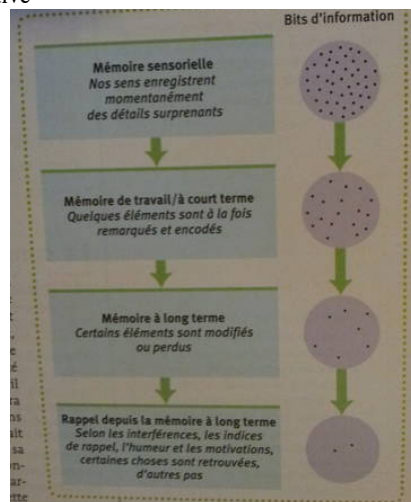 Bits d'information
Mémoire sensorielle
Nos sens enregistrent
momentanément
des détails surprenants
Mémoire de travail/à court terme
Quelques éléments sont à la fois
remarqués et encodés
Mémoire à long terme
Certains éléments sont modifiés
ou perdus
Rappel depuis la mémoire à long terme
Selon les interférences, les indices
de rappel, l'humeur et les motivations,
certaines choses sont retrouvées,
d'autres pas